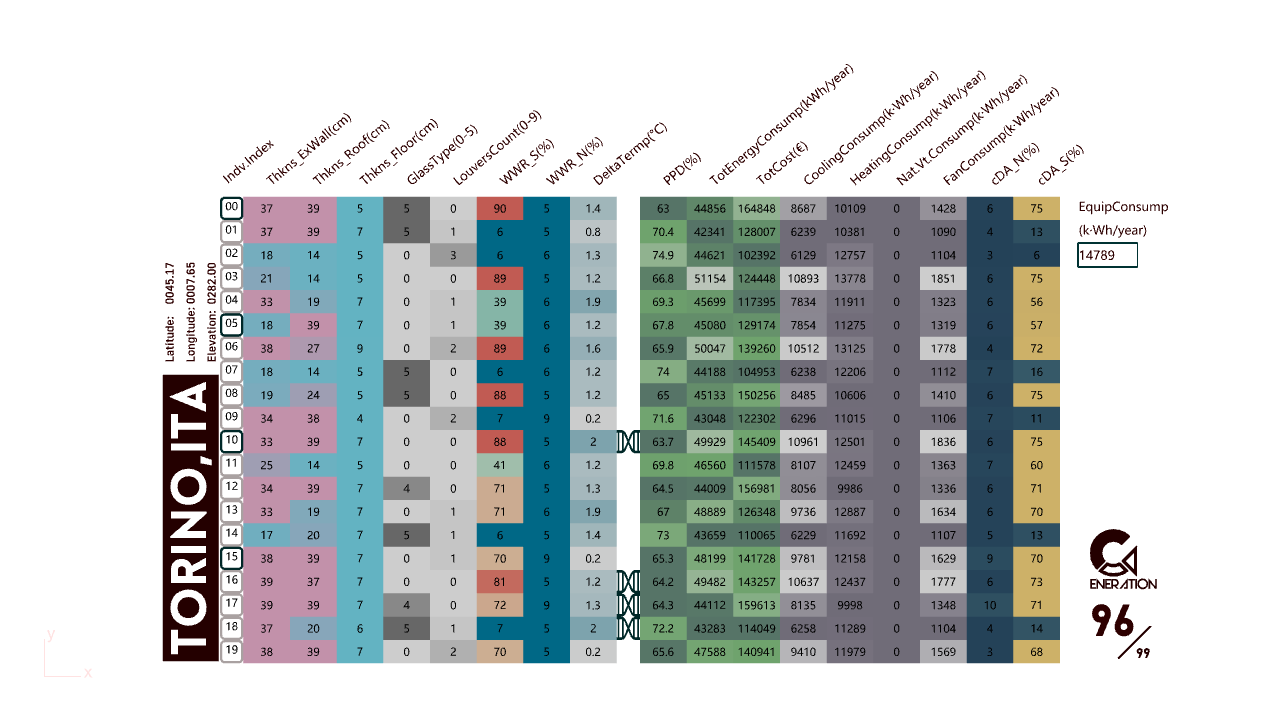 Indv.Index Thkns_ExWall(cm) Thkns_Roof(cm) Thkns_Floor(cm) GlassType(0-5) LouversCount(0-9) WWR_S(%) WWR_N(%) DeltaTermp(°C) PPD(%) TotEnergyConsump(kWh/year) TotCost(€) CoolingConsump(k·Wh/year) HeatingConsump(k·Wh/year) Nat.Vt.Consump(k·Wh/year) FanConsump(k·Wh/year) cDA_N(%) cDA_S(%)
00 37 39 5 5 0 90 5 1.4 63 44856 164848 8687 10109 0 1428 6 75
01 37 39 7 5 1 6 5 0.8 70.4 42341 128007 6239 10381 0 1090 4 13
02 18 14 5 0 3 6 6 1.3 74.9 44621 102392 6129 12757 0 1104 3 6
03 21 14 5 0 0 89 5 1.2 66.8 51154 124448 10893 13778 0 1851 6 75
04 33 19 7 0 1 39 6 1.9 69.3 45699 117395 7834 11911 0 1323 6 56
05 18 39 7 0 1 39 6 1.2 67.8 45080 129174 7854 11275 0 1319 6 57
06 38 27 9 0 2 89 6 1.6 65.9 50047 139260 10512 13125 0 1778 4 72
07 18 14 5 5 0 6 6 1.2 74 44188 104953 6238 12206 0 1112 7 16
08 19 24 5 5 0 88 5 1.2 65 45133 150256 8485 10606 0 1410 6 75
09 34 38 4 0 2 7 9 0.2 71.6 43048 122302 6296 11015 0 1106 7 11
10 33 39 7 0 0 88 5 2 63.7 49929 145409 10961 12501 0 1836 6 75
11 25 14 5 0 0 41 6 1.2 69.8 46560 111578 8107 12459 0 1363 7 60
12 34 39 7 4 0 71 5 1.3 64.5 44009 156981 8056 9986 0 1336 6 71
13 33 19 7 0 1 71 6 1.9 67 48889 126348 9736 12887 0 1634 6 70
14 17 20 7 5 1 6 5 1.4 73 43659 110065 6229 11692 0 1107 5 13
15 38 39 7 0 1 70 9 0.2 65.3 48199 141728 9781 12158 0 1629 9 70
16 39 37 7 0 0 81 5 1.2 64.2 49482 143257 10637 12437 0 1777 6 73
17 39 39 7 4 0 72 9 1.3 64.3 44112 159613 8135 9998 0 1348 10 71
18 37 20 6 5 1 7 5 2 72.2 43283 114049 6258 11289 0 1104 4 14
19 38 39 7 0 2 70 5 0.2 65.6 47588 140941 9410 11979 0 1569 3 68
EquipConsump
(k·Wh/year)
14789
Latitude: 0045.17
Longitude: 0007.65
Elevation: 0282.00
TORINO,ITA
GENERATION
96/99
y
x